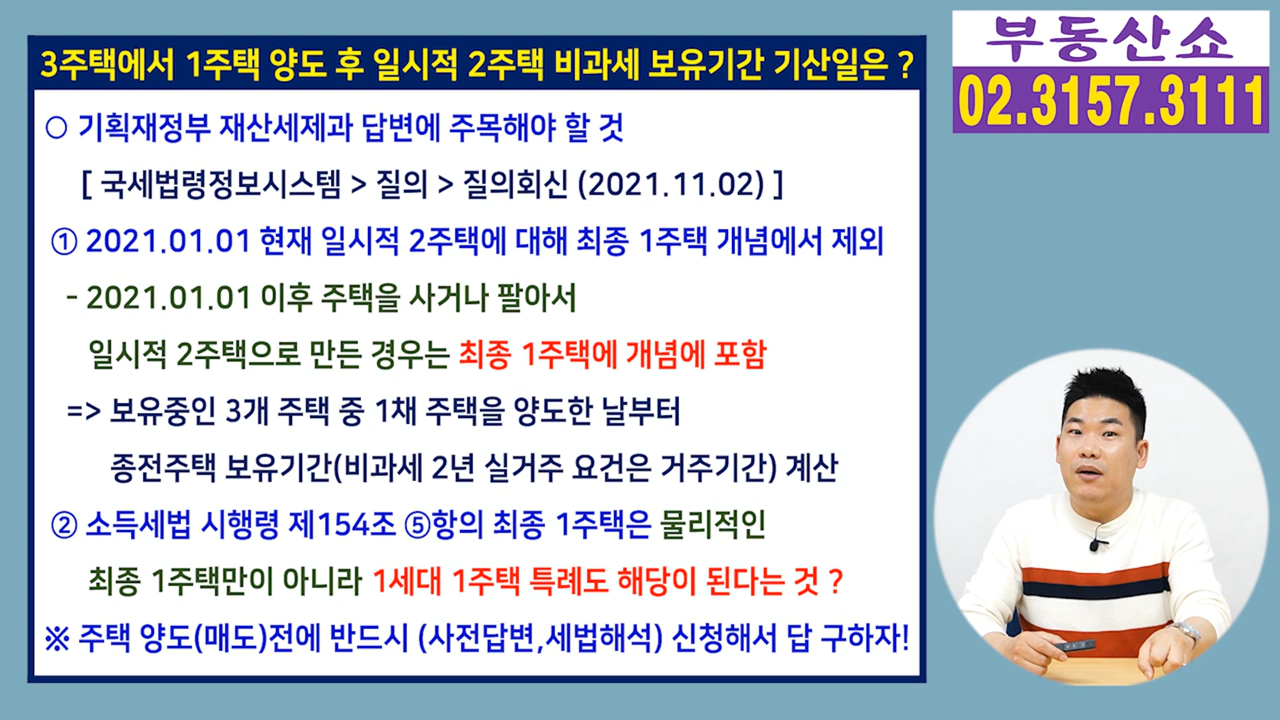 3주택에서 1주택 양도 후 일시적 2주택 비과세 보유기간 기산일은 ?
부동산쇼
02.3157.3111
○ 기획재정부 재산세제과 답변에 주목해야 할 것
[ 국세법령정보시스템 > 질의 > 질의회신 (2021.11.02) ]
① 2021.01.01 현재 일시적 2주택에 대해 최종 1주택 개념에서 제외
- 2021.01.01 이후 주택을 사거나 팔아서
일시적 2주택으로 만든 경우는 최종 1주택에 개념에 포함
=> 보유중인 3개 주택 중 1채 주택을 양도한 날부터
종전주택 보유기간(비과세 2년 실거주 요건은 거주기간) 계산
② 소득세법 시행령 제154조 ⑤항의 최종 1주택은 물리적인
최종 1주택만이 아니라 1세대 1주택 특례도 해당이 된다는 것 ?
※ 주택 양도(매도)전에 반드시 (사전답변,세법해석) 신청해서 답 구하자!